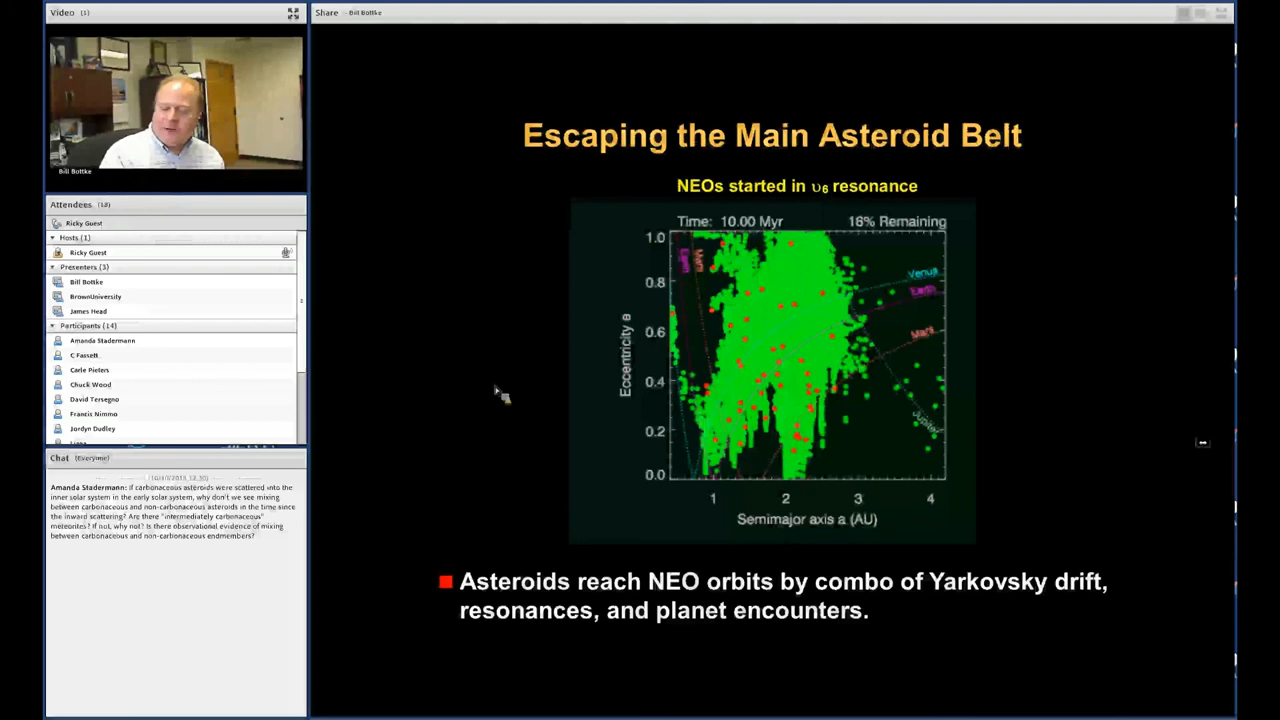 Video (1)
Bill Bottke
Attendees (18)
Ricky Guest
Hosts (1)
Ricky Guest
Presenters (3)
Bill Bottke
BrownUniversity
James Head
Participants (14)
Amanda Stadermann
C Fassett
Carle Pieters
Chuck Wood
David Tersegno
Francis Nimmo
Jordyn Dudley
Chat (Everyone)
Amanda Stadermann: If carbonaceous asteroids were scattered into the
inner solar system in the early solar system, why don't we see mixing
between carbonaceous and non-carbonaceous asteroids in the time since
the inward scattering? Are there "intermediately carbonaceous"
meteorites? If not, why not? Is there observational evidence of mixing
between carbonaceous and non-carbonaceous endmembers?
Share - Bill Bottke
Escaping the Main Asteroid Belt
NEOs started in υ6 resonance
Time: 10.00 Myr 16% Remaining
1.0
0.8
0.6
0.4
0.2
0.0
Eccentricity e
Earth
Mars
Venus
Earth
Mars
Jupiter
1 2 3 4
Semimajor axis a (AU)
Asteroids reach NEO orbits by combo of Yarkovsky drift,
resonances, and planet encounters.